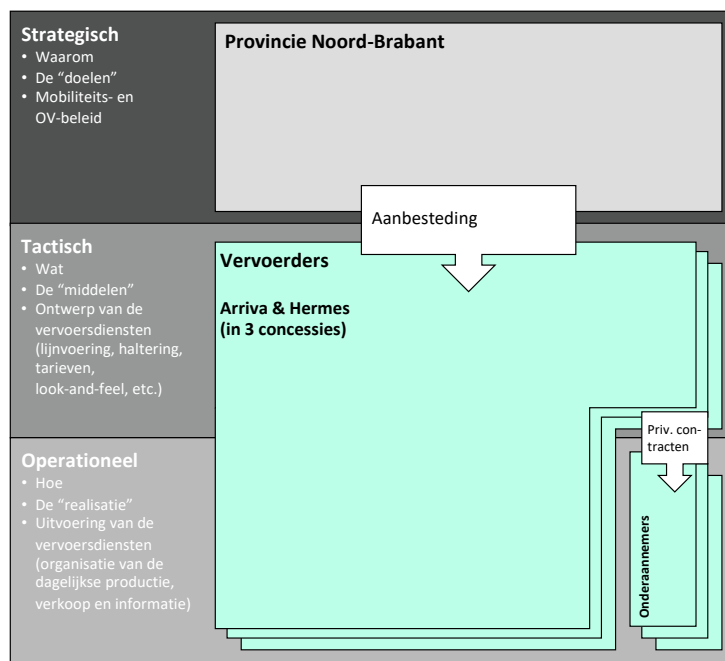 Strategisch
• Waarom
• De “doelen”
• Mobiliteits- en
OV-beleid
Provincie Noord-Brabant
Aanbesteding
Tactisch
• Wat
• De “middelen”
• Ontwerp van de
vervoersdiensten
(lijnvoering, haltering,
tarieven,
look-and-feel, etc.)
Vervoerders
Arriva & Hermes
(in 3 concessies)
Priv. con-
tracten
Operationeel
• Hoe
• De “realisatie”
• Uitvoering van de
vervoersdiensten
(organisatie van de
dagelijkse productie,
verkoop en informatie)
Onderaannemers